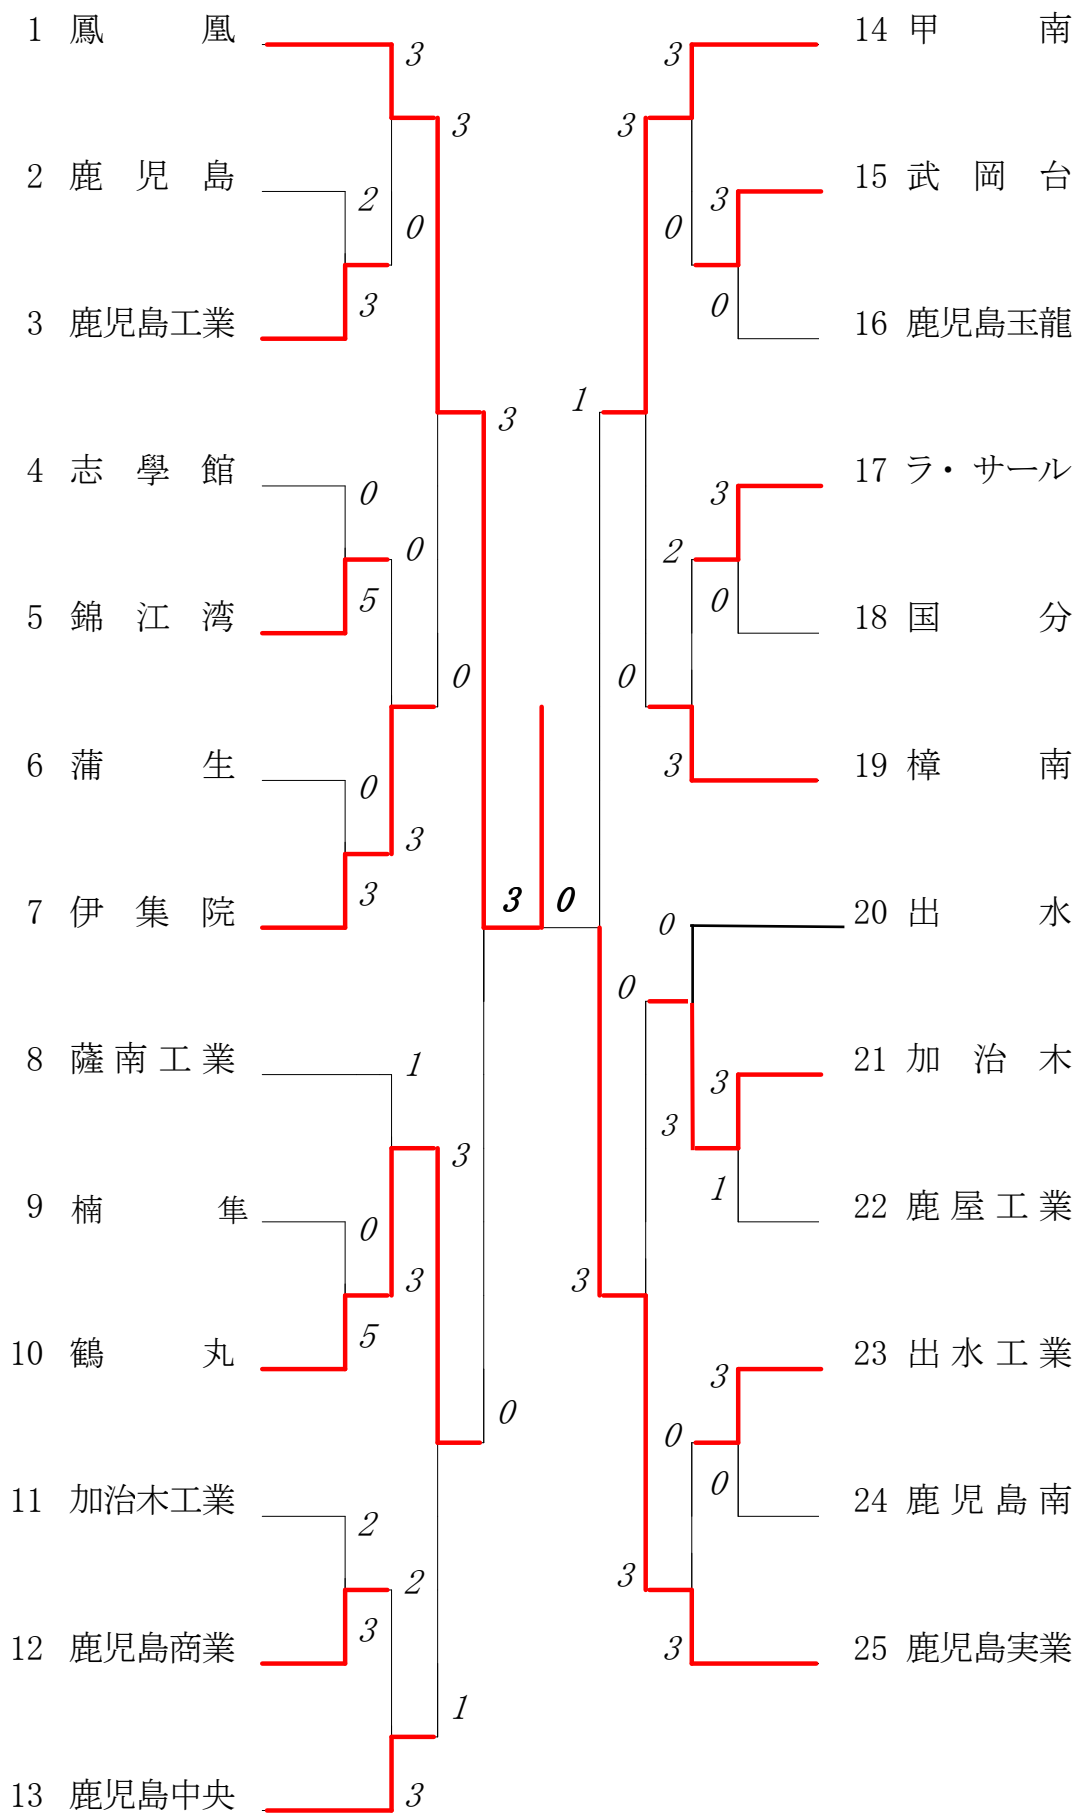 1 鳳凰
3
3
2 鹿児島
2
0
3 鹿児島工業
3
3
4 志學館
0
0
5 錦江湾
5
0
6 蒲生
0
3
7 伊集院
3
3 0
8 薩南工業
1
3
9 楠隼
0
3
10 鶴丸
5
0
11 加治木工業
2
2
12 鹿児島商業
3
1
13 鹿児島中央
3
14 甲南
3
3
15 武岡台
3
0
16 鹿児島玉龍
0
1
17 ラ・サール
3
2
18 国分
0
0
19 樟南
3
20 出水
0
0
21 加治木
3
3
22 鹿屋工業
1
3
23 出水工業
3
0
24 鹿児島南
0
3
25 鹿児島実業
3